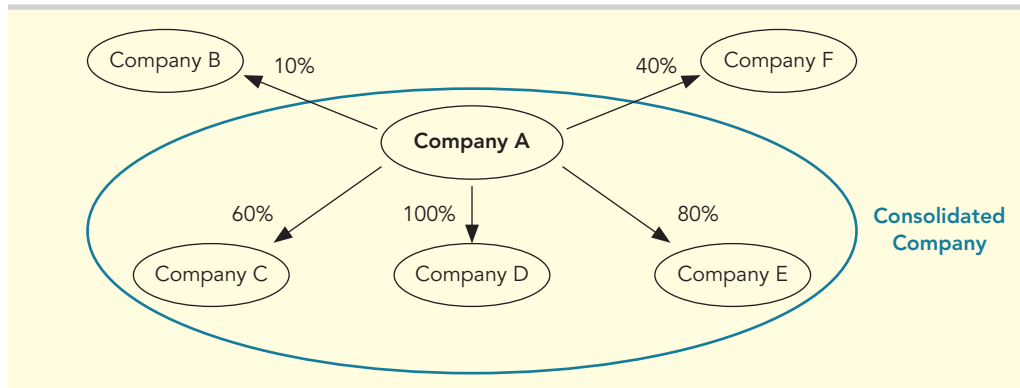 Company B
10%
40%
Company F
Company A
60%
100%
80%
Consolidated
Company
Company C
Company D
Company E